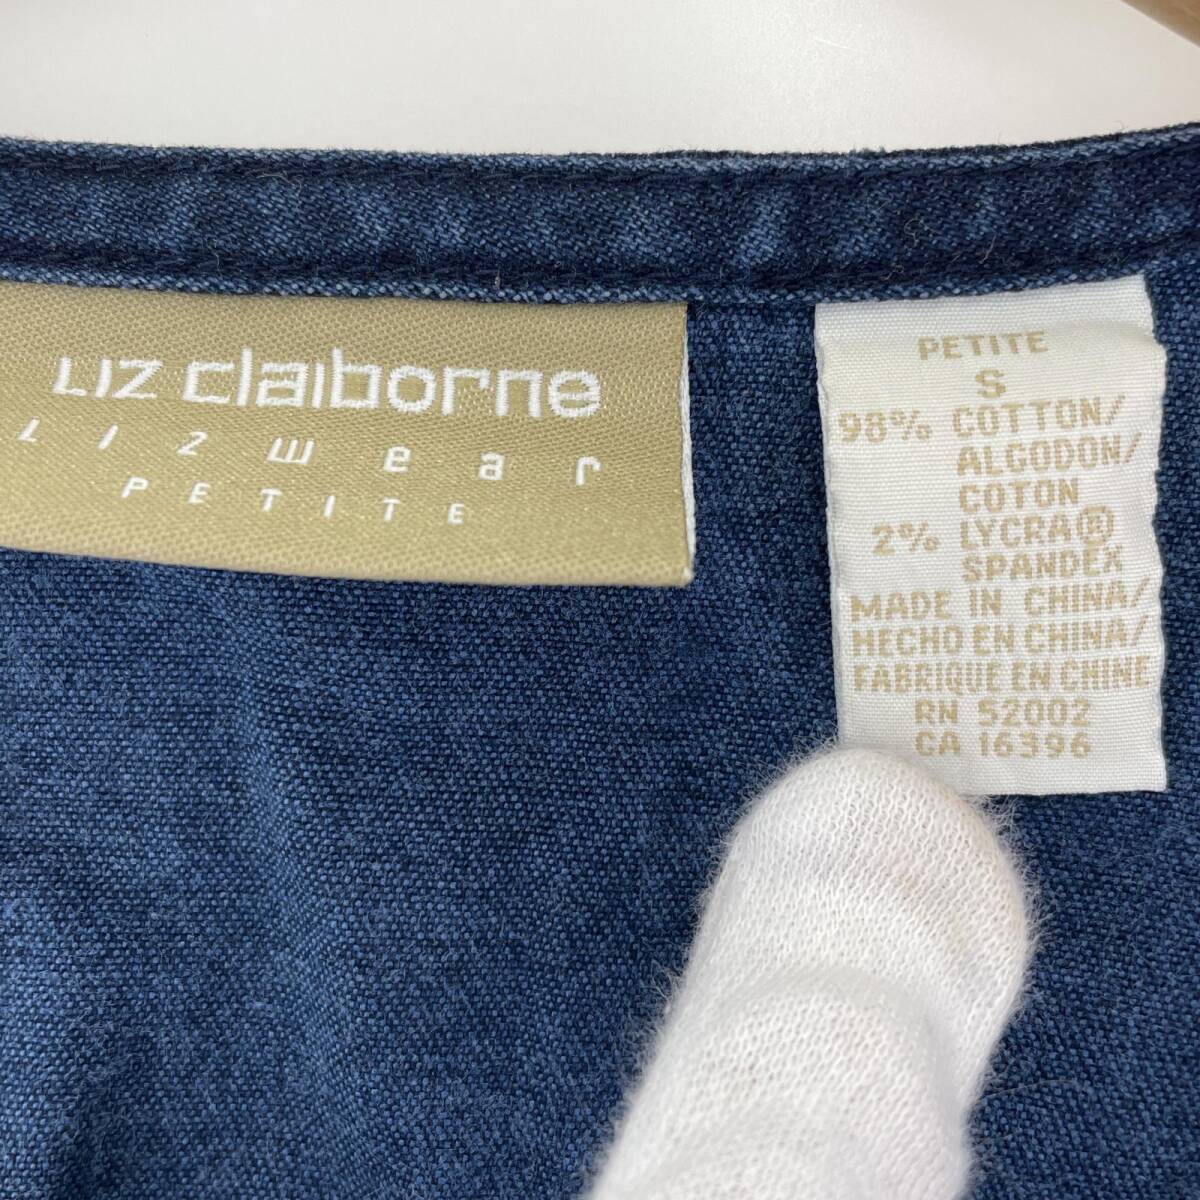 Liz claiborne
LIZwear
PETITE
PETITE
S
98% COTTON/
ALGODON/
COTON
2% LYCRA®
SPANDEX
MADE IN CHINA/
HECHO EN CHINA/
FABRIQUE EN CHINE
RN 52002
CA 16396